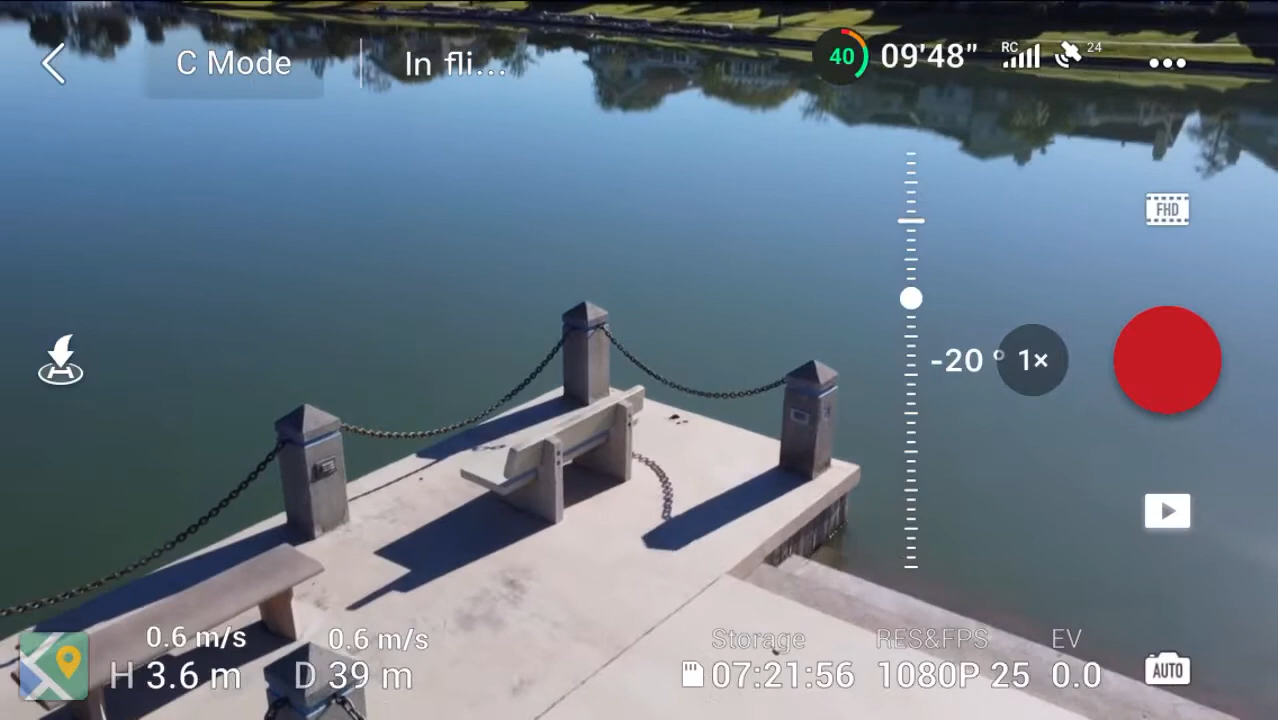 C Mode
In fli...
40
09'48"
RC
24
FHD
-20 °
1×
0.6 m/s
0.6 m/s
H 3.6 m
D 39 m
Storage
RES&FPS
EV
07:21:56
1080P 25
0.0
AUTO